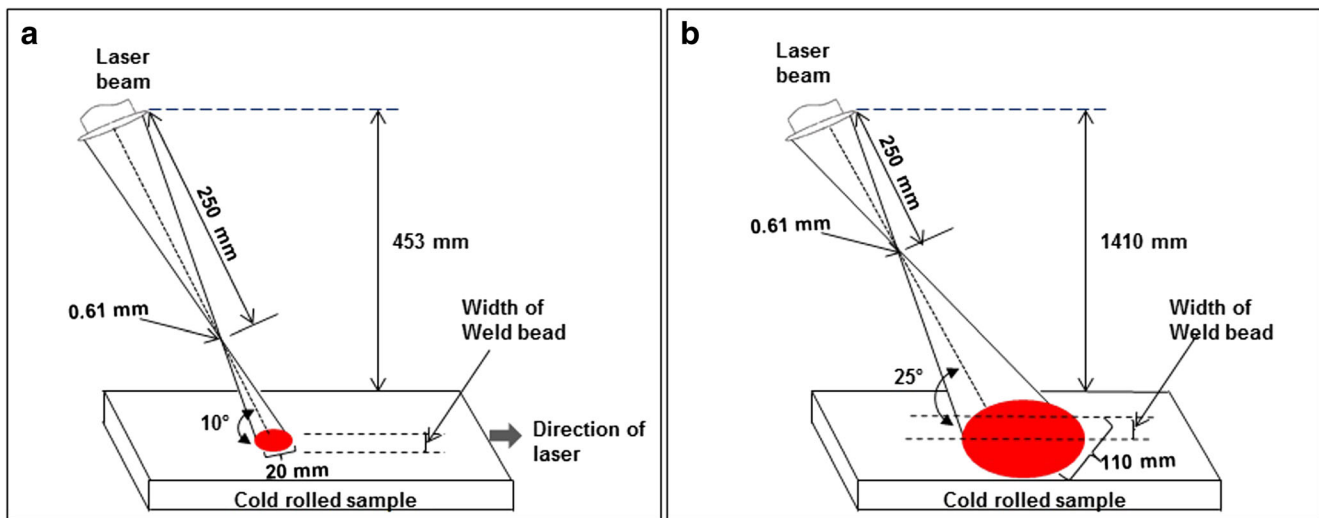 a
Laser
beam
250 mm
0.61 mm
453 mm
Width of
Weld bead
10°
20 mm
Direction of
laser
Cold rolled sample
b
Laser
beam
250 mm
0.61 mm
1410 mm
Width of
Weld bead
25°
110 mm
Cold rolled sample